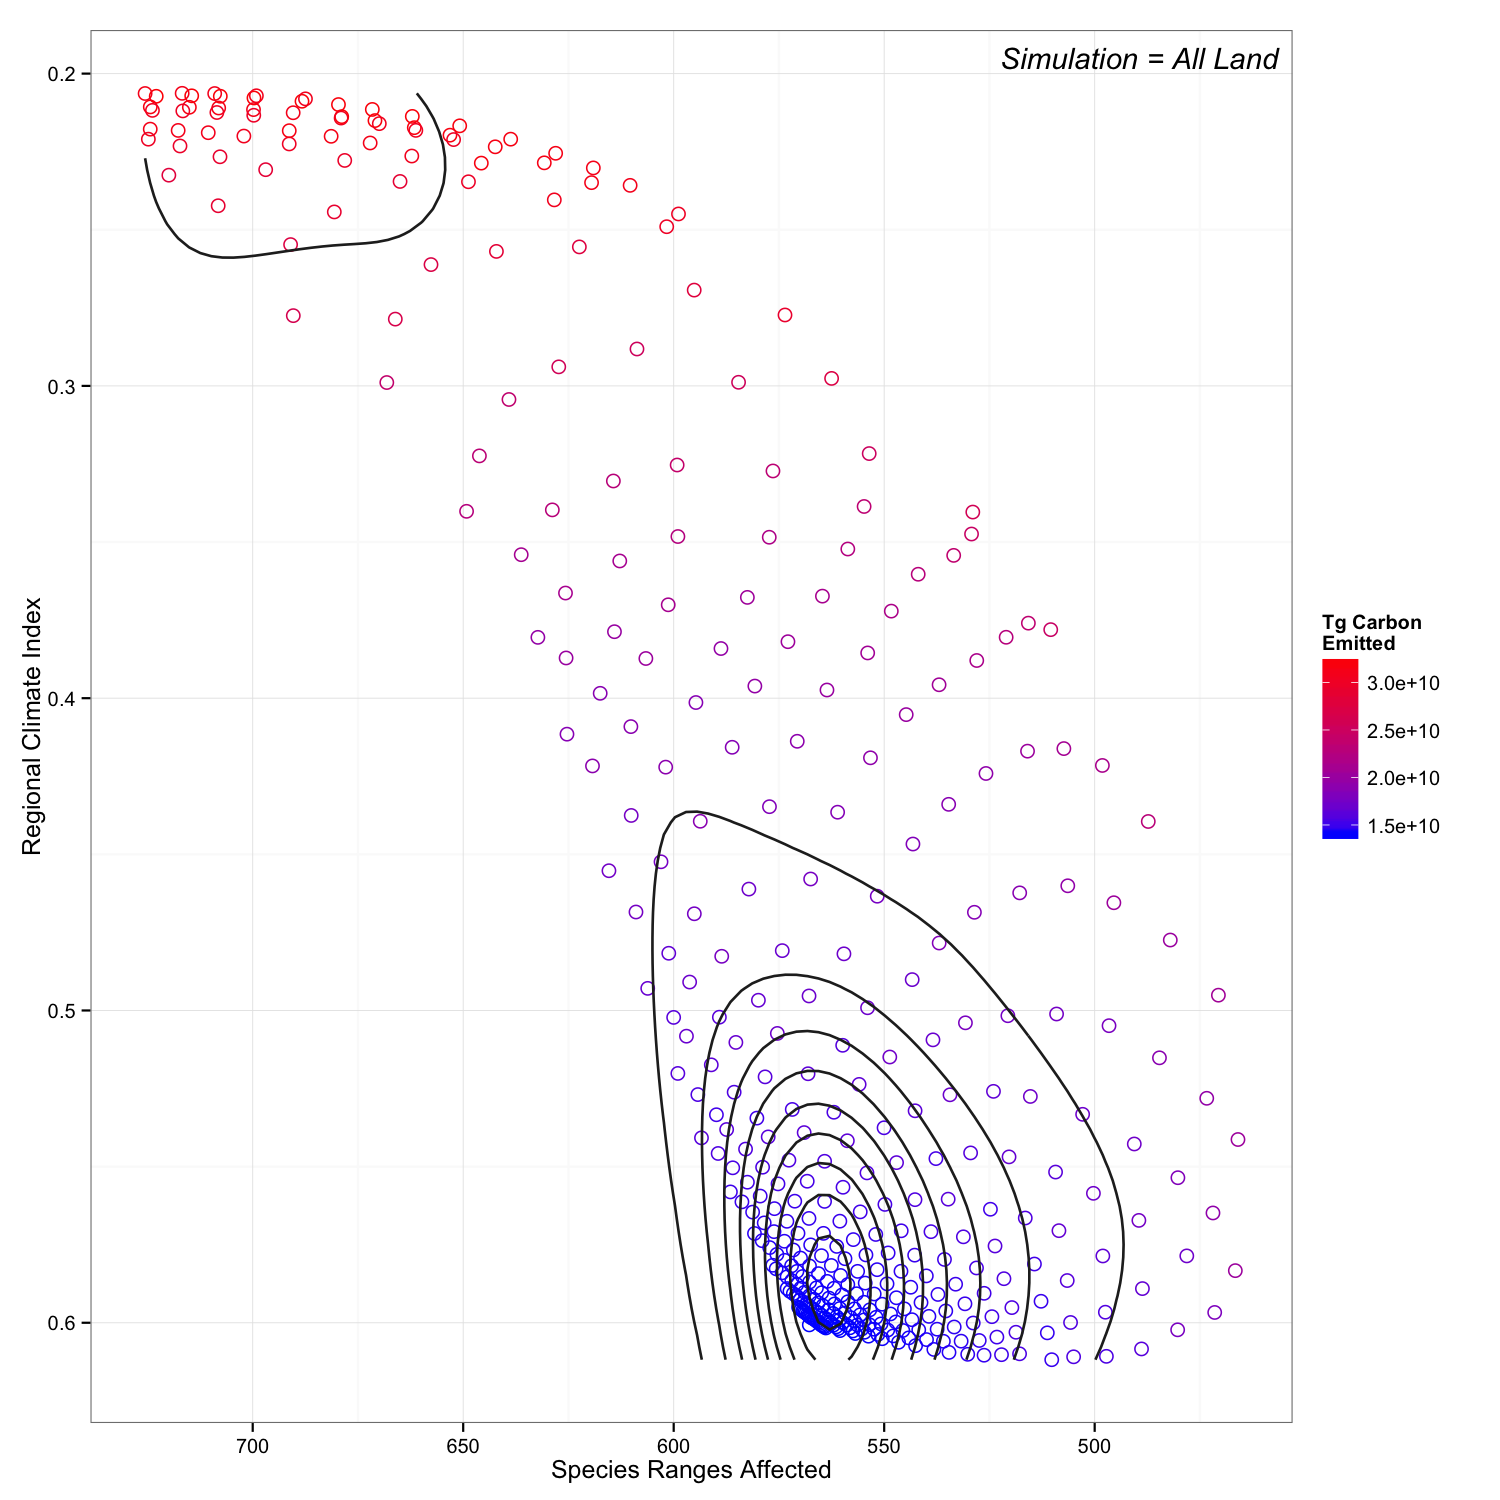 Simulation = All Land
0.2
0.3
0.4
0.5
0.6
Regional Climate Index
700
650
600
550
500
Species Ranges Affected
Tg Carbon
Emitted
3.0e+10
2.5e+10
2.0e+10
1.5e+10